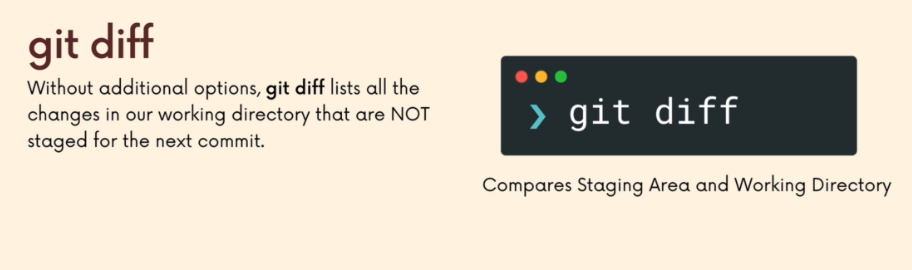 git diff
Without additional options, git diff lists all the
changes in our working directory that are NOT
staged for the next commit.
❯ git diff
Compares Staging Area and Working Directory